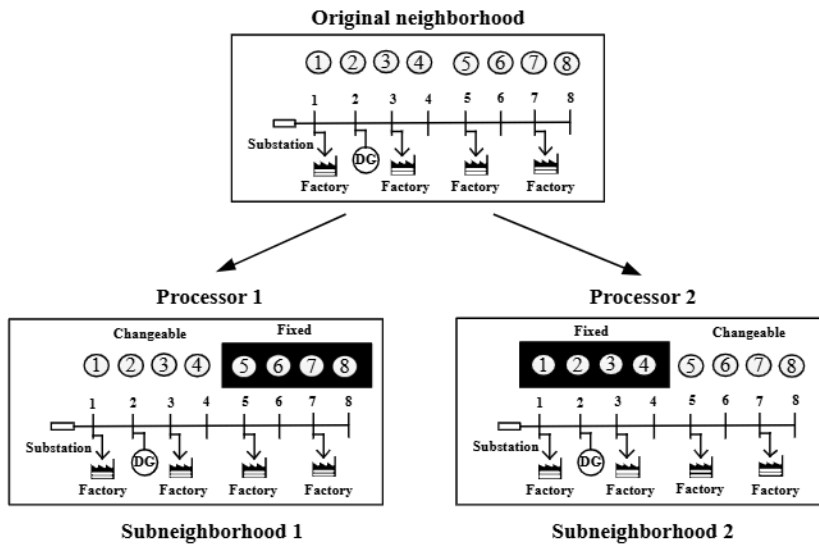 Original neighborhood
1 2 3 4 5 6 7 8
1 2 3 4 5 6 7 8
Substation
DG
Factory Factory Factory Factory
Processor 1
Changeable Fixed
1 2 3 4 5 6 7 8
1 2 3 4 5 6 7 8
Substation
DG
Factory Factory Factory Factory
Subneighborhood 1
Processor 2
Fixed Changeable
1 2 3 4 5 6 7 8
1 2 3 4 5 6 7 8
Substation
DG
Factory Factory Factory Factory
Subneighborhood 2